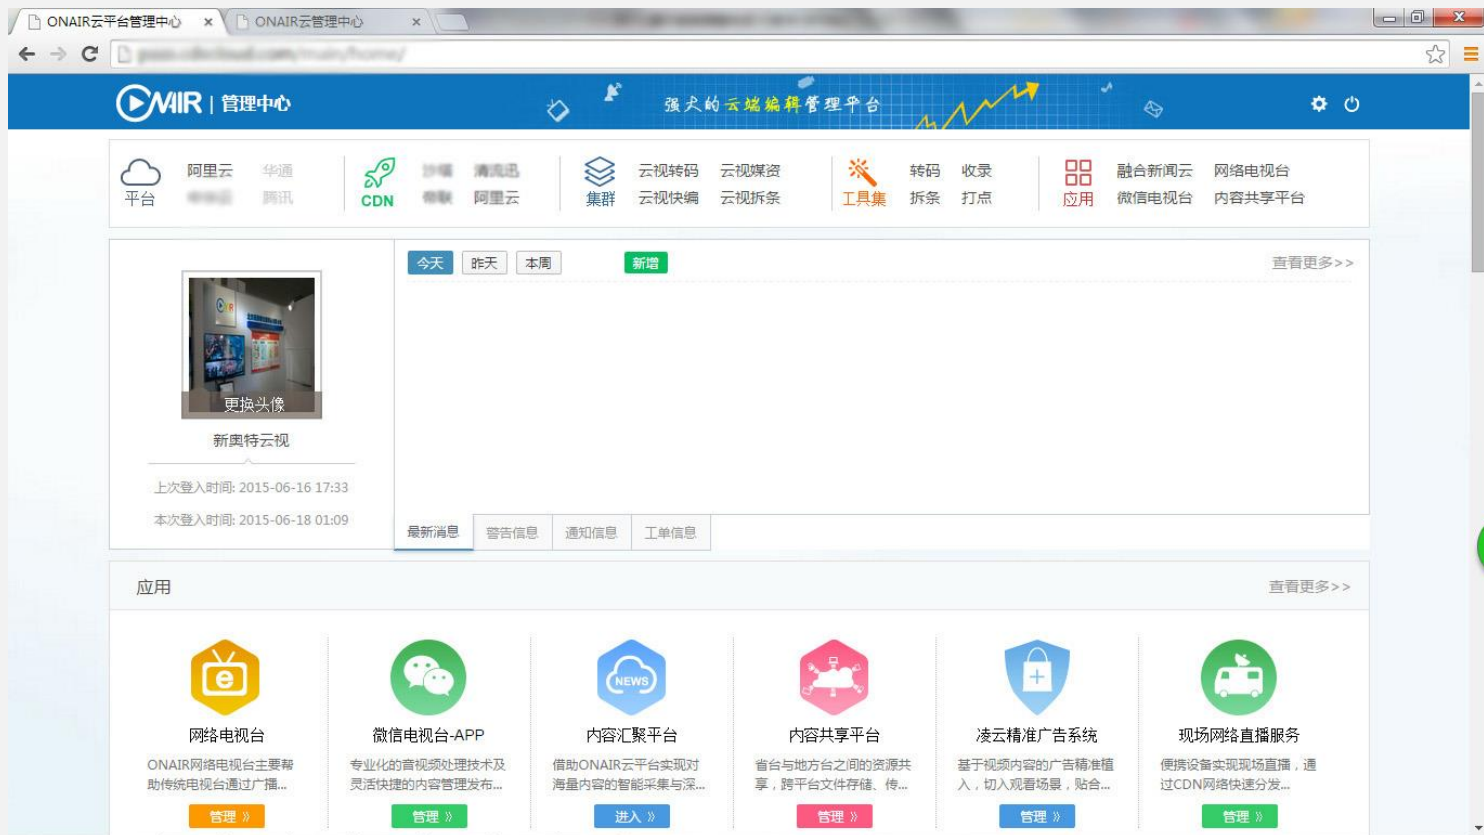 ONAIR云平台管理中心
ONAIR云管理中心
ONAIR | 管理中心
强大的云端编辑管理平台
平台
阿里云 华通
腾讯
CDN
清流迅
帝联 阿里云
集群
云视转码 云视媒资
云视快编 云视拆条
工具集
转码 收录
拆条 打点
应用
融合新闻云 网络电视台
微信电视台 内容共享平台
更换头像
新奥特云视
上次登入时间: 2015-06-16 17:33
本次登入时间: 2015-06-18 01:09
今天 昨天 本周 新增 查看更多>>
最新消息 警告信息 通知信息 工单信息
应用 查看更多>>
网络电视台
ONAIR网络电视台主要帮
助传统电视台通过广播...
管理 》
微信电视台-APP
专业化的音视频处理技术及
灵活快捷的内容管理发布...
管理 》
NEWS
内容汇聚平台
借助ONAIR云平台实现对
海量内容的智能采集与深...
进入 》
内容共享平台
省台与地方台之间的资源共
享，跨平台文件存储、传...
管理 》
凌云精准广告系统
基于视频内容的广告精准植
入，切入观看场景，贴合...
管理 》
现场网络直播服务
便携设备实现现场直播，通
过CDN网络快速分发...
管理 》